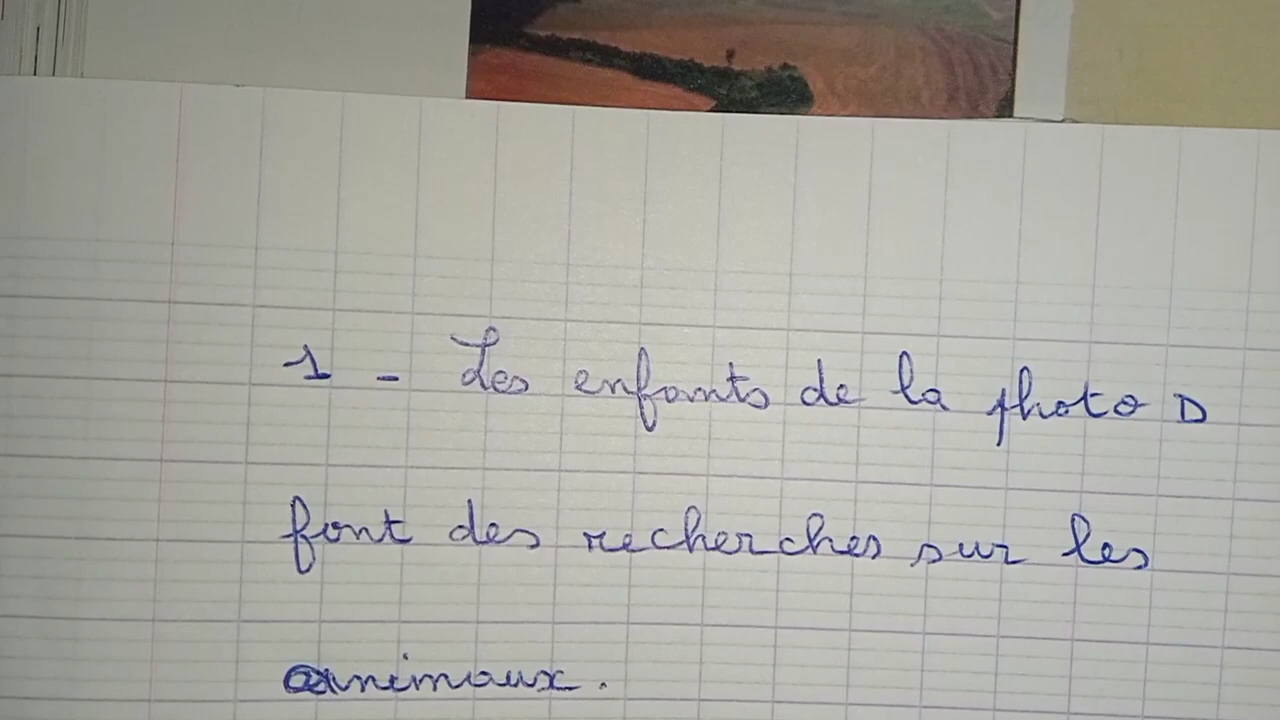 1 - Les enfants de la photo D
font des recherches sur les
animaux.